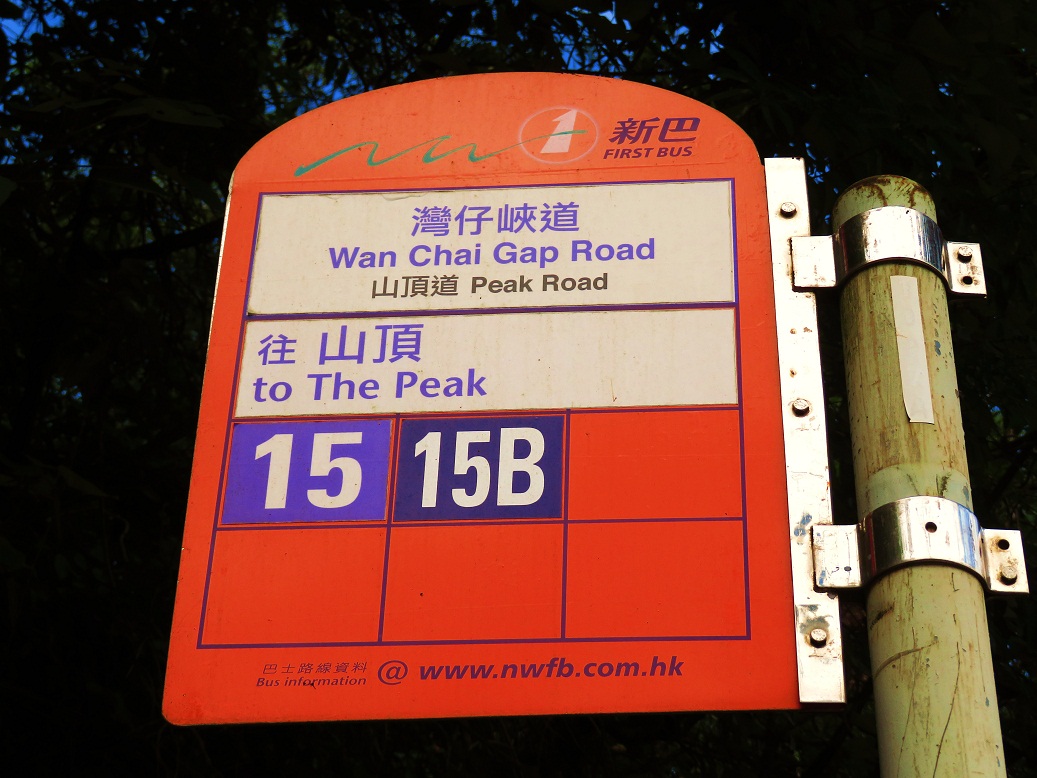 新巴
FIRST BUS
灣仔峽道
Wan Chai Gap Road
山頂道 Peak Road
往 山頂
to The Peak
15 15B
巴士路線資料
Bus information @ www.nwfb.com.hk